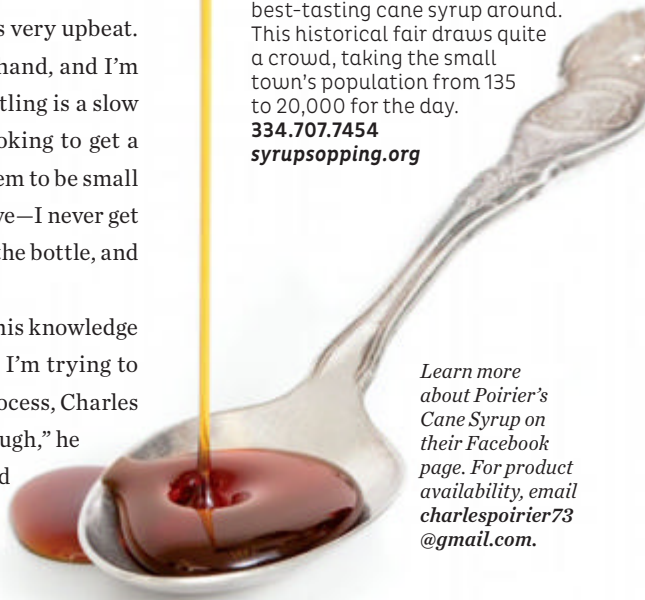 s very upbeat.
and, and I'm
tling is a slow
oking to get a
em to be small
ve—I never get
the bottle, and
his knowledge
I'm trying to
ocess, Charles
ugh," he
d
best-tasting cane syrup around.
This historical fair draws quite
a crowd, taking the small
town's population from 135
to 20,000 for the day.
334.707.7454
syrupsopping.org
Learn more
about Poirier's
Cane Syrup on
their Facebook
page. For product
availability, email
charlespoirier73
@gmail.com.